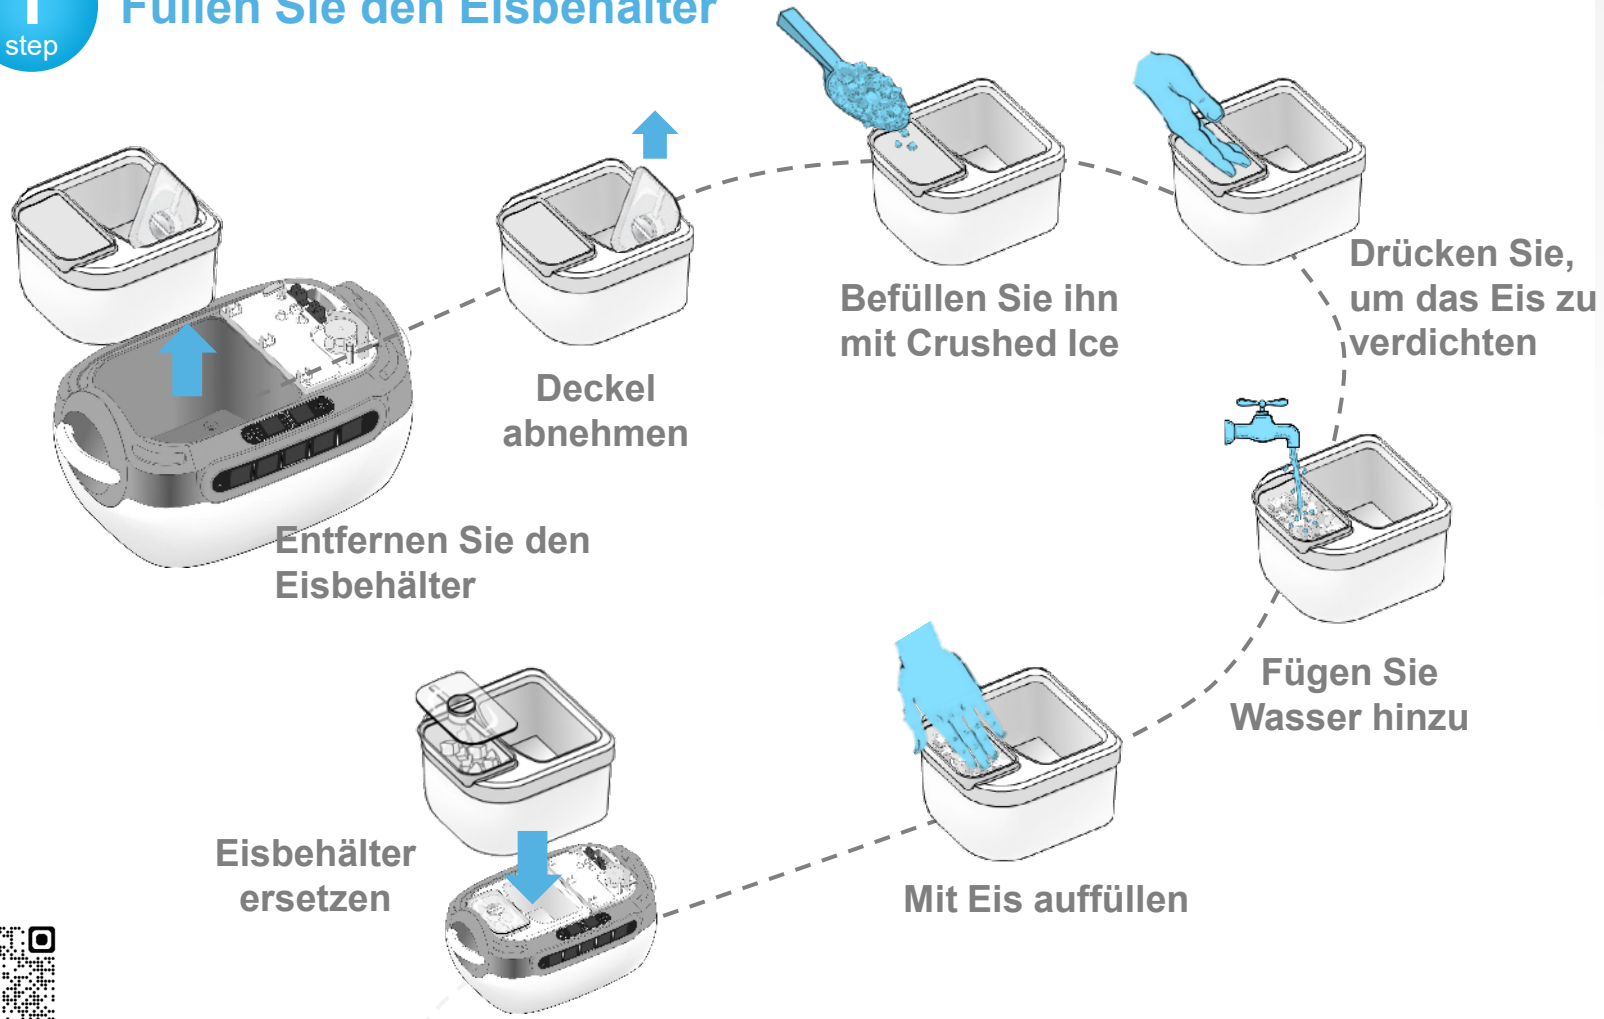 1
step
Füllen Sie den Eisbehälter
Entfernen Sie den
Eisbehälter
Deckel
abnehmen
Befüllen Sie ihn
mit Crushed Ice
Drücken Sie,
um das Eis zu
verdichten
Fügen Sie
Wasser hinzu
Mit Eis auffüllen
Eisbehälter
ersetzen